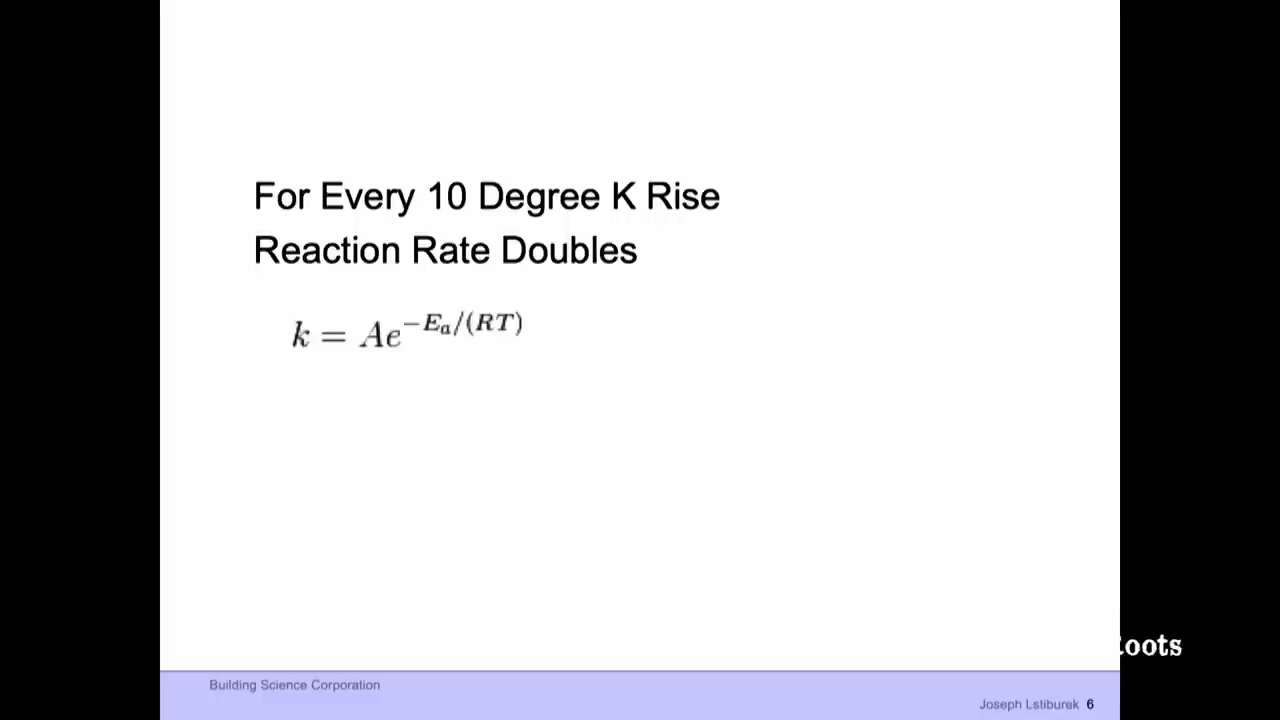 For Every 10 Degree K Rise
Reaction Rate Doubles
k = Ae^{-E_a/(RT)}
Building Science Corporation
Joseph Lstiburek 6